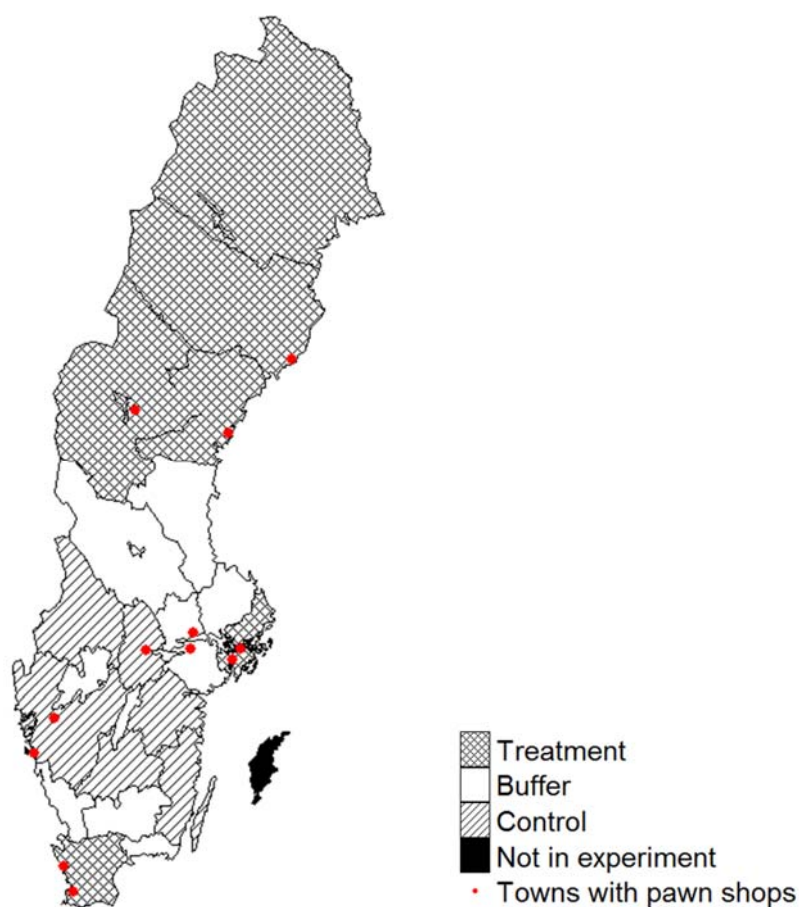 Treatment
Buffer
Control
Not in experiment
Towns with pawn shops